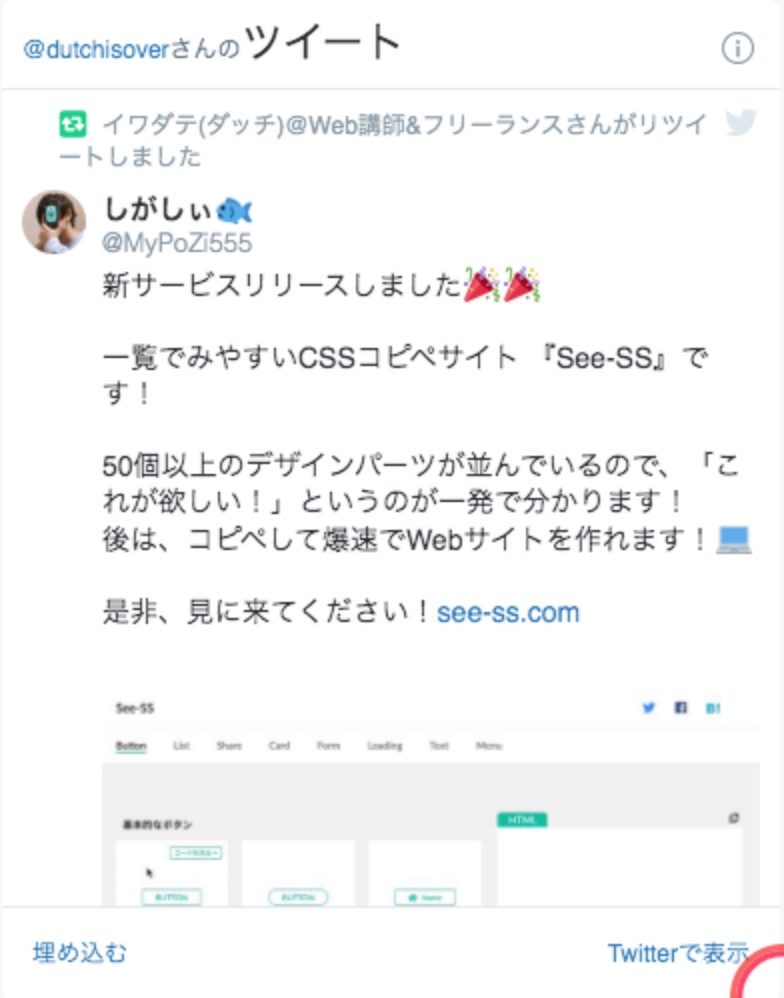 @dutchisoverさんのツイート
イワダテ(ダッチ)@Web講師&フリーランスさんがリツイ
ートしました
しがしぃ🐟
@MyPoZi555
新サービスリリースしました🎉🎉
一覧でみやすいCSSコピペサイト 『See-SS』で
す！
50個以上のデザインパーツが並んでいるので、「こ
れが欲しい！」というのが一発で分かります！
後は、コピペして爆速でWebサイトを作れます！💻
是非、見に来てください！see-ss.com
See-SS
B!
Button List Share Card Form Loading Text Menu
基本的なボタン
HTML
コードを見る
BUTTON BUTTON home
埋め込む Twitterで表示